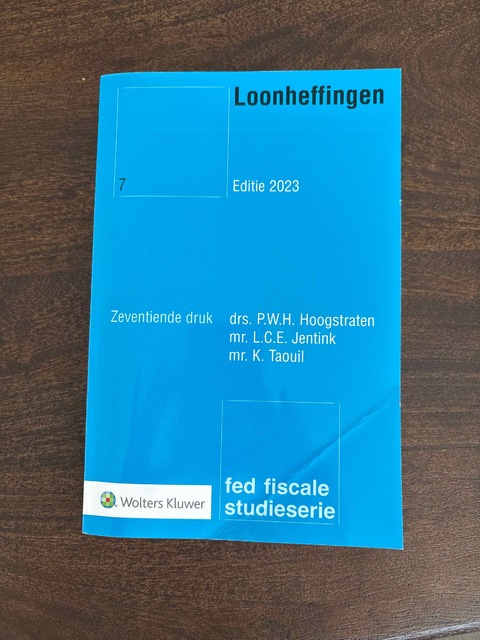 Loonheffingen
7
Editie 2023
Zeventiende druk
drs. P.W.H. Hoogstraten
mr. L.C.E. Jentink
mr. K. Taouil
fed fiscale
studieserie
Wolters Kluwer